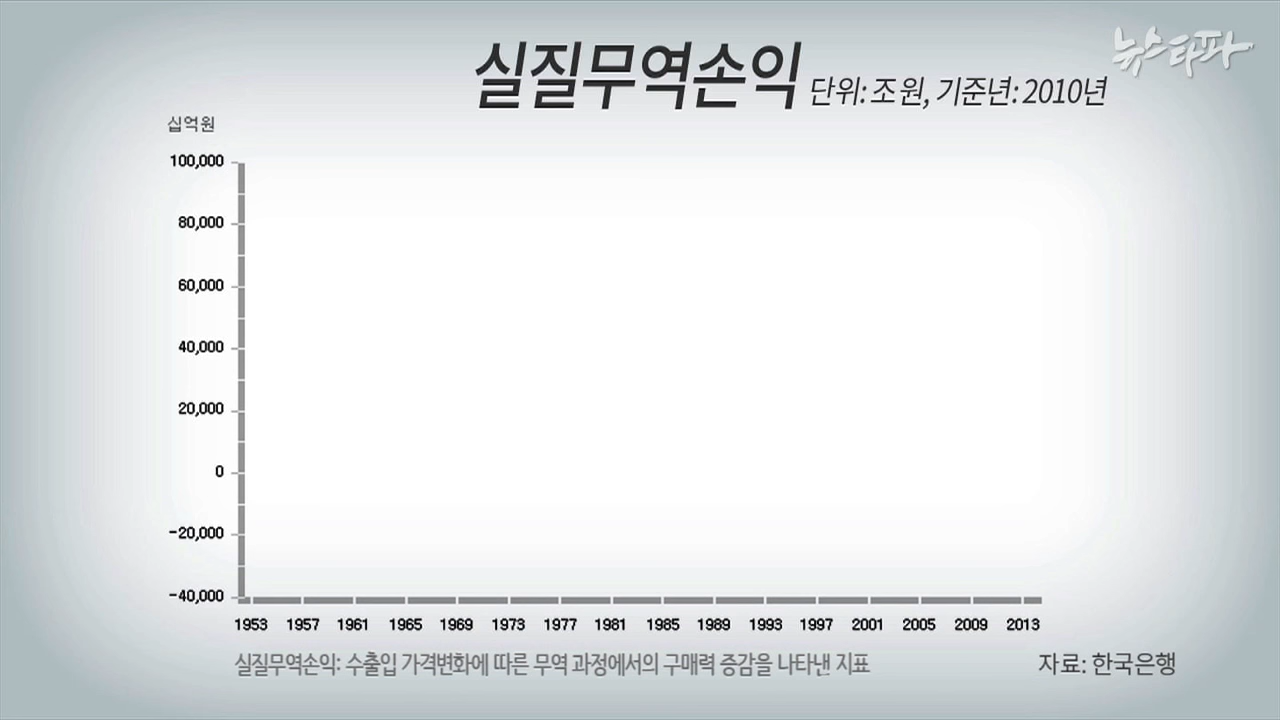 뉴스타파
실질무역손익 단위: 조원, 기준년: 2010년
십억원
100,000
80,000
60,000
40,000
20,000
0
-20,000
-40,000
1953 1957 1961 1965 1969 1973 1977 1981 1985 1989 1993 1997 2001 2005 2009 2013
실질무역손익: 수출입 가격변화에 따른 무역 과정에서의 구매력 증감을 나타낸 지표
자료: 한국은행